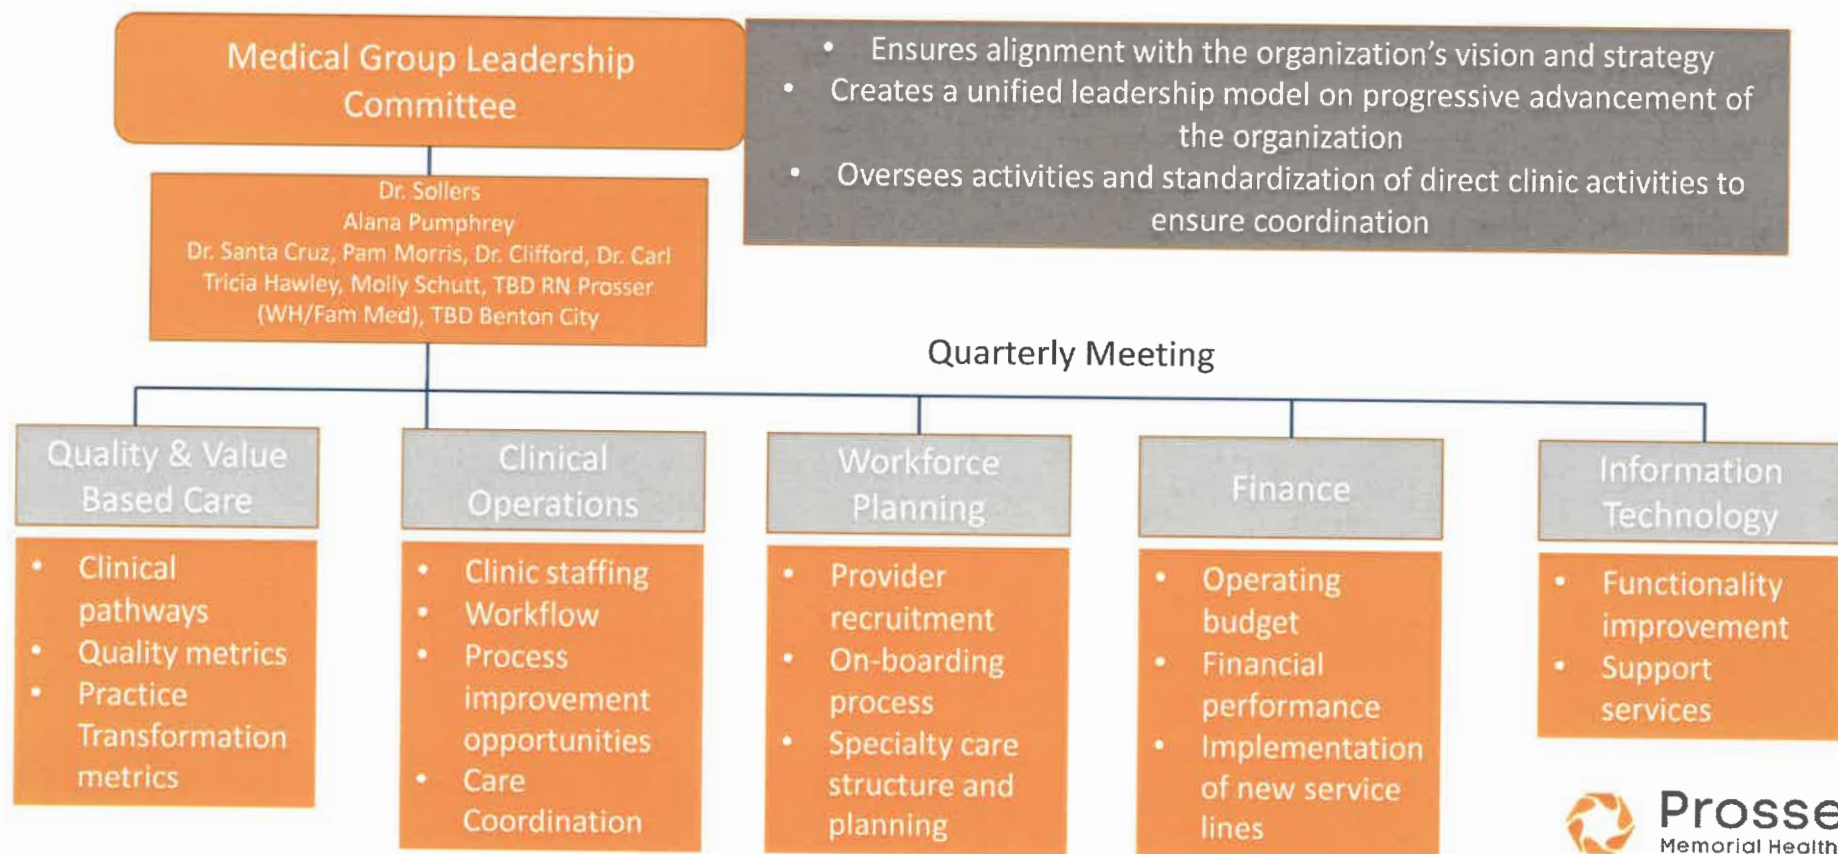 Medical Group Leadership
Committee
• Ensures alignment with the organization's vision and strategy
• Creates a unified leadership model on progressive advancement of
the organization
• Oversees activities and standardization of direct clinic activities to
ensure coordination
Dr. Sollers
Alana Pumphrey
Dr. Santa Cruz, Pam Morris, Dr. Clifford, Dr. Carl
Tricia Hawley, Molly Schutt, TBD RN Prosser
(WH/Fam Med), TBD Benton City
Quarterly Meeting
Quality & Value
Based Care
• Clinical
pathways
• Quality metrics
• Practice
Transformation
metrics
Clinical
Operations
• Clinic staffing
• Workflow
• Process
improvement
opportunities
• Care
Coordination
Workforce
Planning
• Provider
recruitment
• On-boarding
process
• Specialty care
structure and
planning
Finance
• Operating
budget
• Financial
performance
• Implementation
of new service
lines
Information
Technology
• Functionality
improvement
• Support
services
Prosse
Memorial Health